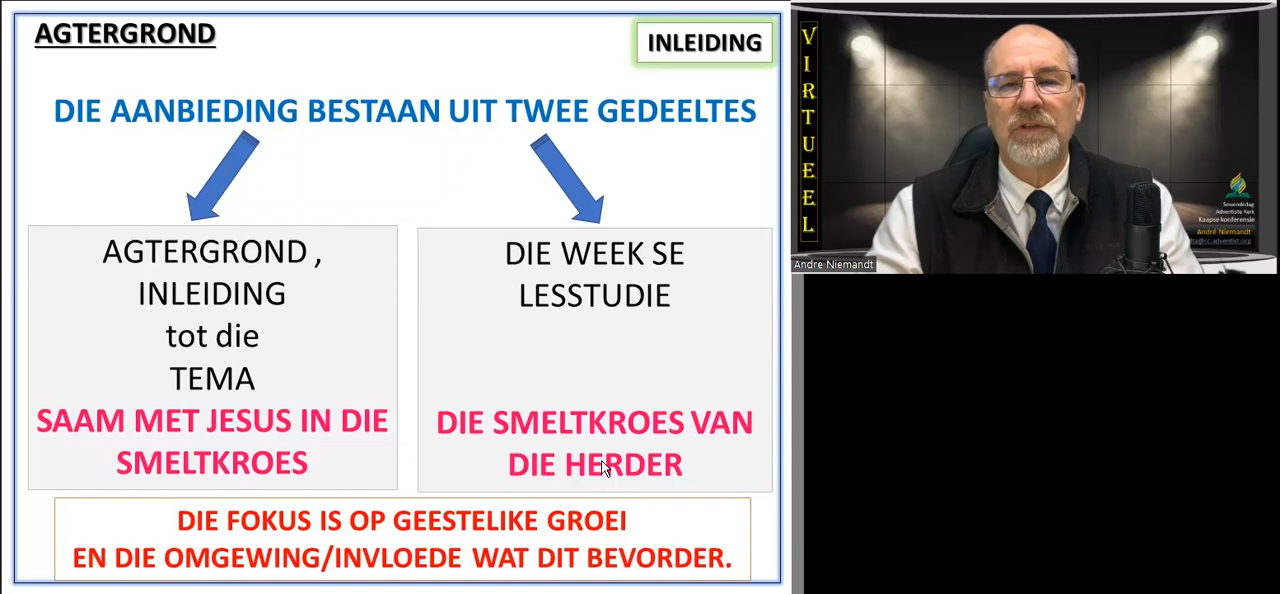 AGTERGROND
INLEIDING
DIE AANBIEDING BESTAAN UIT TWEE GEDEELTES
AGTERGROND ,
INLEIDING
tot die
TEMA
SAAM MET JESUS IN DIE
SMELTKROES
DIE WEEK SE
LESSTUDIE
DIE SMELTKROES VAN
DIE HERDER
DIE FOKUS IS OP GEESTELIKE GROEI
EN DIE OMGEWING/INVLOEDE WAT DIT BEVORDER.
VIRTUEEL
Sewendedag
Adventiste Kerk
Kaapse konferensie
André Niemandt
Andre Niemandt